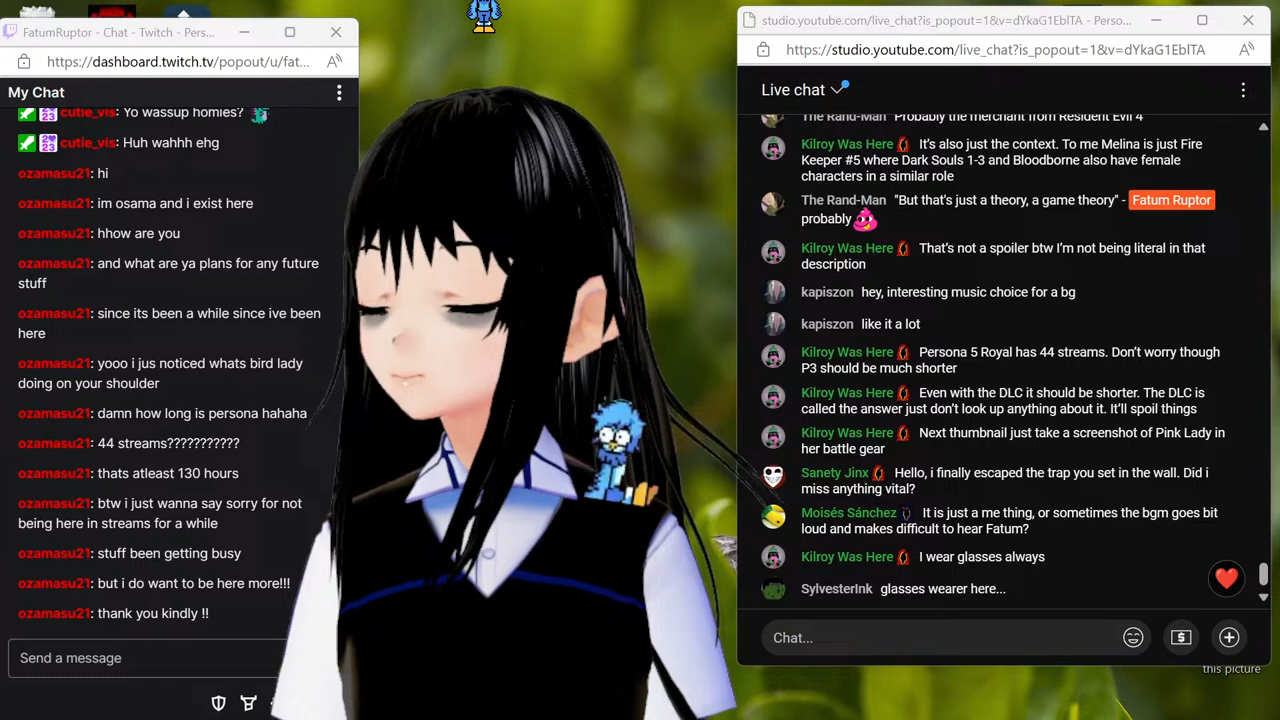 FatumRuptor - Chat - Twitch - Pers...
https://dashboard.twitch.tv/popout/u/fat...
My Chat
cutie_vis: Yo wassup homies?
cutie_vis: Huh wahhh ehg
ozamasu21: hi
ozamasu21: im osama and i exist here
ozamasu21: hhow are you
ozamasu21: and what are ya plans for any future
stuff
ozamasu21: since its been a while since ive been
here
ozamasu21: yooo i jus noticed whats bird lady
doing on your shoulder
ozamasu21: damn how long is persona hahaha
ozamasu21: 44 streams???????????
ozamasu21: thats atleast 130 hours
ozamasu21: btw i just wanna say sorry for not
being here in streams for a while
ozamasu21: stuff been getting busy
ozamasu21: but i do want to be here more!!!
ozamasu21: thank you kindly !!
Send a message
studio.youtube.com/live_chat?is_popout=1&v=dYkaG1EblTA - Perso...
https://studio.youtube.com/live_chat?is_popout=1&v=dYkaG1EblTA
Live chat
The Rand-Man Probably the merchant from Resident Evil 4
Kilroy Was Here It's also just the context. To me Melina is just Fire
Keeper #5 where Dark Souls 1-3 and Bloodborne also have female
characters in a similar role
The Rand-Man "But that's just a theory, a game theory" - Fatum Ruptor
probably
Kilroy Was Here That's not a spoiler btw I'm not being literal in that
description
kapiszon hey, interesting music choice for a bg
kapiszon like it a lot
Kilroy Was Here Persona 5 Royal has 44 streams. Don't worry though
P3 should be much shorter
Kilroy Was Here Even with the DLC it should be shorter. The DLC is
called the answer just don't look up anything about it. It'll spoil things
Kilroy Was Here Next thumbnail just take a screenshot of Pink Lady in
her battle gear
Sanety Jinx Hello, i finally escaped the trap you set in the wall. Did i
miss anything vital?
Moisés Sánchez It is just a me thing, or sometimes the bgm goes bit
loud and makes difficult to hear Fatum?
Kilroy Was Here I wear glasses always
SylvesterInk glasses wearer here...
Chat...
this picture